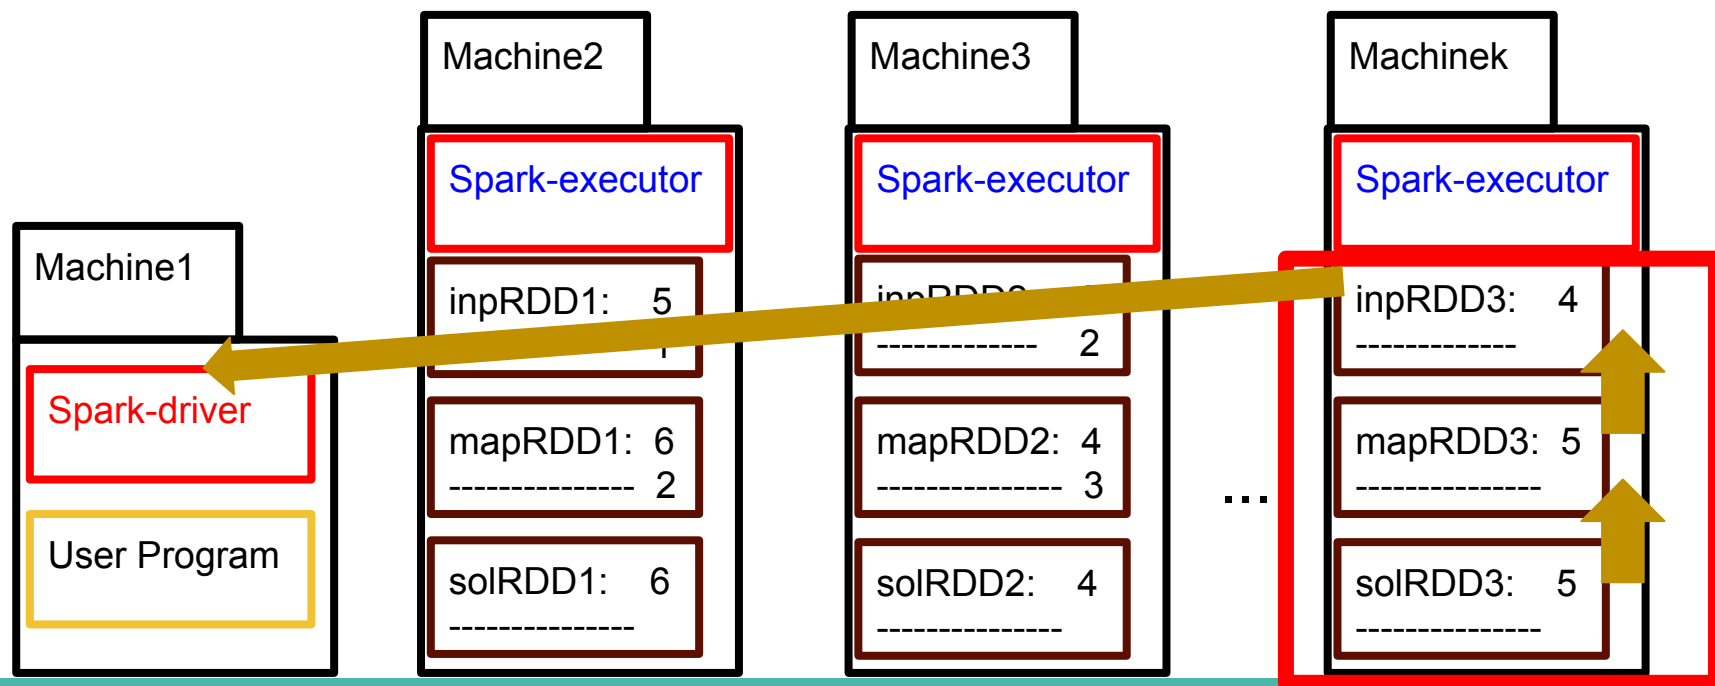 Machine1
Spark-driver
User Program
Machine2
Spark-executor
inpRDD1: 5
mapRDD1: 6
--------------- 2
solRDD1: 6
---------------
Machine3
Spark-executor
------------- 2
mapRDD2: 4
--------------- 3
solRDD2: 4
---------------
...
Machinek
Spark-executor
inpRDD3: 4
-------------
mapRDD3: 5
---------------
solRDD3: 5
---------------